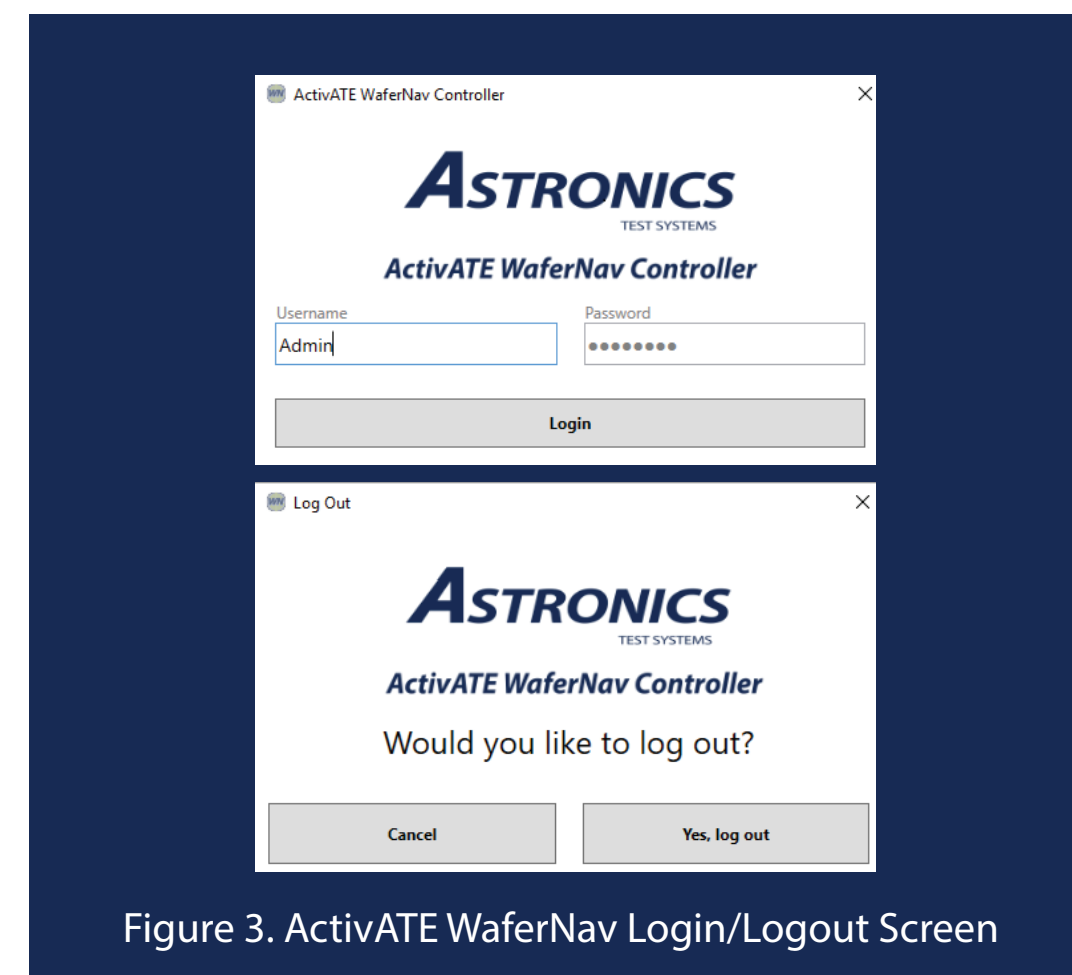 ActivATE WaferNav Controller
ASTRONICS
TEST SYSTEMS
ActivATE WaferNav Controller
Username
Password
Admin
••••••••
Login
Log Out
ASTRONICS
TEST SYSTEMS
ActivATE WaferNav Controller
Would you like to log out?
Cancel
Yes, log out
Figure 3. ActivATE WaferNav Login/Logout Screen